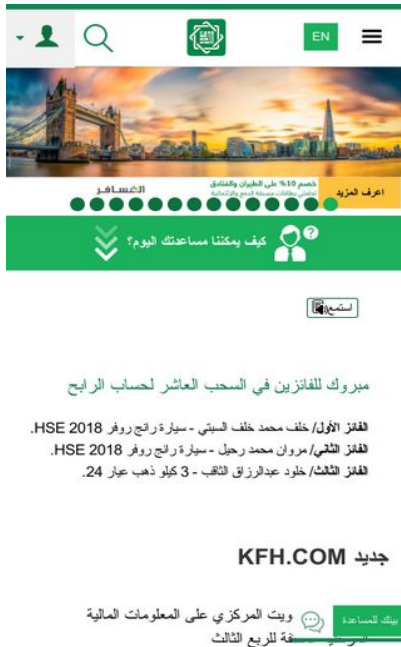 EN
خصم 10% على الطيران والفنادق
المسافر
اعرف المزيد
كيف يمكننا مساعدتك اليوم؟
استمع
مبروك للفائزين في السحب العاشر لحساب الرابح
الفائز الأول/ خلف محمد خلف السبتي - سيارة رانج روفر HSE 2018.
الفائز الثاني/ مروان محمد رحيل - سيارة رانج روفر HSE 2018.
الفائز الثالث/ خلود عبدالرزاق الثاقب - 3 كيلو ذهب عيار 24.
جديد KFH.COM
ويت المركزي على المعلومات المالية
بيتك للمساعدة
للربع الثالث